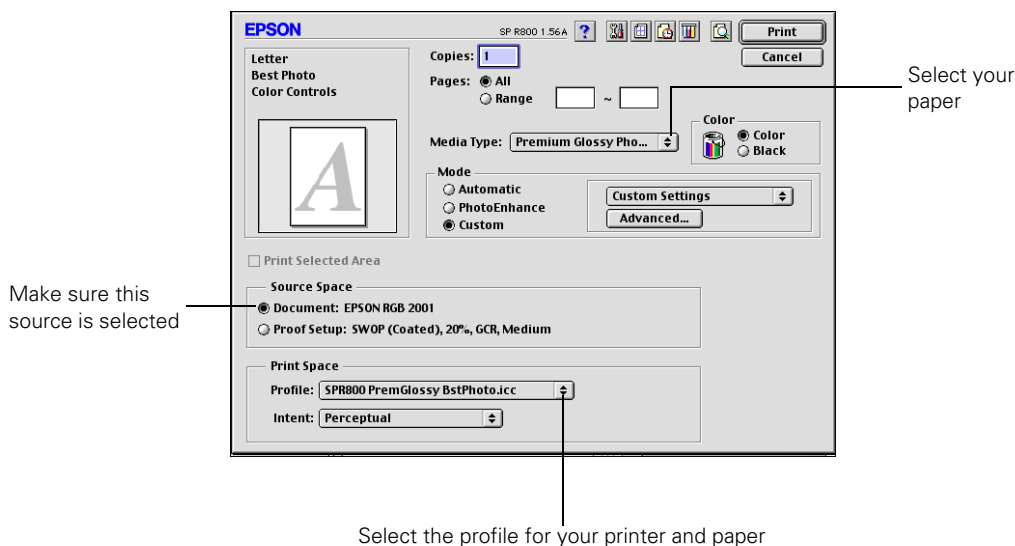 EPSON
SP R800 1.56A
?
Print
Cancel
Letter
Best Photo
Color Controls
A
Copies: 1
Pages: All
Range ~
Media Type: Premium Glossy Pho...
Color
Color
Black
Mode
Automatic
PhotoEnhance
Custom
Custom Settings
Advanced...
Select your
paper
Print Selected Area
Source Space
Document: EPSON RGB 2001
Proof Setup: SWOP (Coated), 20%, GCR, Medium
Make sure this
source is selected
Print Space
Profile: SPR800 PremGlossy BstPhoto.icc
Intent: Perceptual
Select the profile for your printer and paper